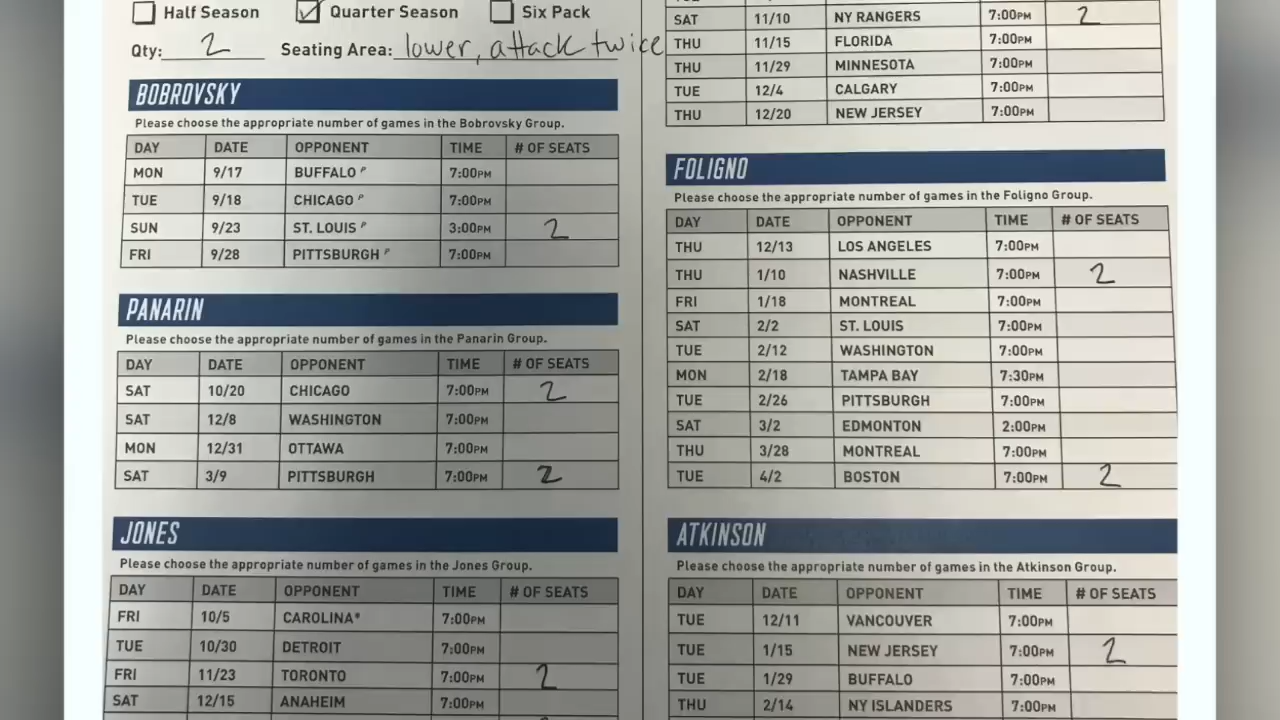 Half Season ☑ Quarter Season Six Pack
Qty: 2 Seating Area: lower, attack twice
BOBROVSKY
Please choose the appropriate number of games in the Bobrovsky Group.
DAY DATE OPPONENT TIME # OF SEATS
MON 9/17 BUFFALO P 7:00PM
TUE 9/18 CHICAGO P 7:00PM
SUN 9/23 ST. LOUIS P 3:00PM 2
FRI 9/28 PITTSBURGH P 7:00PM
PANARIN
Please choose the appropriate number of games in the Panarin Group.
DAY DATE OPPONENT TIME # OF SEATS
SAT 10/20 CHICAGO 7:00PM 2
SAT 12/8 WASHINGTON 7:00PM
MON 12/31 OTTAWA 7:00PM
SAT 3/9 PITTSBURGH 7:00PM 2
JONES
Please choose the appropriate number of games in the Jones Group.
DAY DATE OPPONENT TIME # OF SEATS
FRI 10/5 CAROLINA* 7:00PM
TUE 10/30 DETROIT 7:00PM
FRI 11/23 TORONTO 7:00PM 2
SAT 12/15 ANAHEIM 7:00PM
SAT 11/10 NY RANGERS 7:00PM 2
THU 11/15 FLORIDA 7:00PM
THU 11/29 MINNESOTA 7:00PM
TUE 12/4 CALGARY 7:00PM
THU 12/20 NEW JERSEY 7:00PM
FOLIGNO
Please choose the appropriate number of games in the Foligno Group.
DAY DATE OPPONENT TIME # OF SEATS
THU 12/13 LOS ANGELES 7:00PM
THU 1/10 NASHVILLE 7:00PM 2
FRI 1/18 MONTREAL 7:00PM
SAT 2/2 ST. LOUIS 7:00PM
TUE 2/12 WASHINGTON 7:00PM
MON 2/18 TAMPA BAY 7:30PM
TUE 2/26 PITTSBURGH 7:00PM
SAT 3/2 EDMONTON 2:00PM
THU 3/28 MONTREAL 7:00PM
TUE 4/2 BOSTON 7:00PM 2
ATKINSON
Please choose the appropriate number of games in the Atkinson Group.
DAY DATE OPPONENT TIME # OF SEATS
TUE 12/11 VANCOUVER 7:00PM
TUE 1/15 NEW JERSEY 7:00PM 2
TUE 1/29 BUFFALO 7:00PM
THU 2/14 NY ISLANDERS 7:00PM